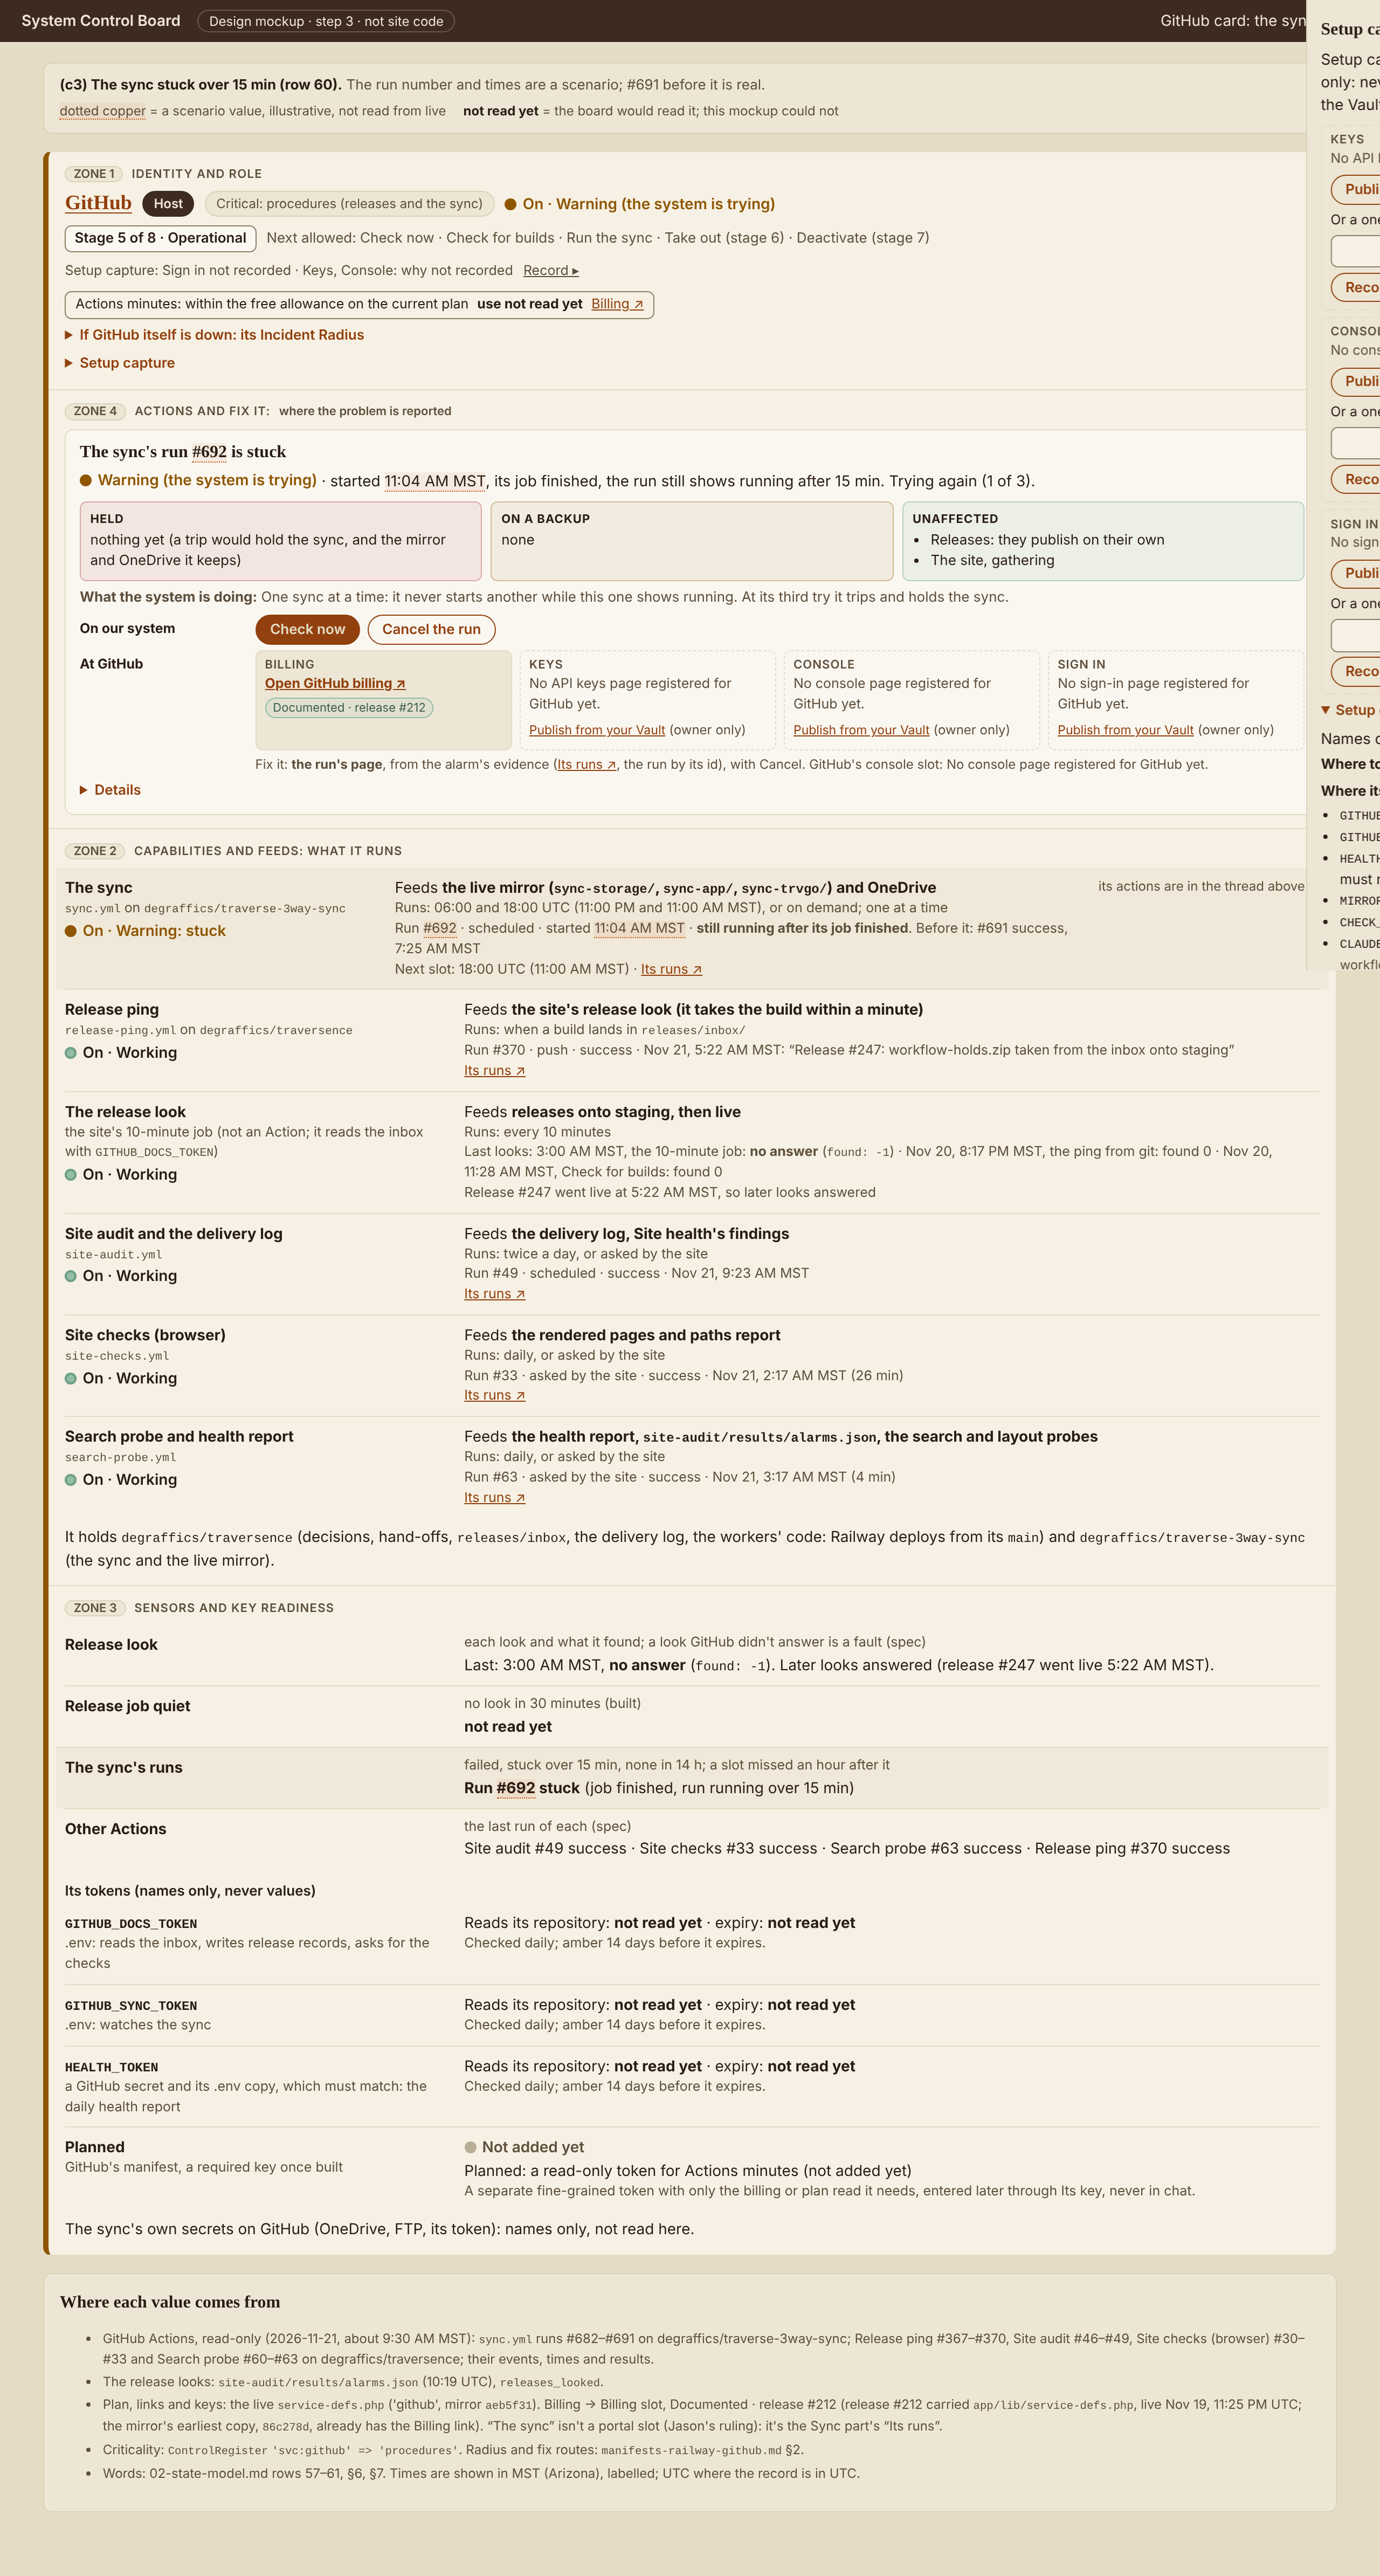 System Control Board
Design mockup · step 3 · not site code
GitHub card: the syn
(c3) The sync stuck over 15 min (row 60). The run number and times are a scenario; #691 before it is real.
dotted copper = a scenario value, illustrative, not read from live not read yet = the board would read it; this mockup could not
ZONE 1 IDENTITY AND ROLE
GitHub Host Critical: procedures (releases and the sync) On · Warning (the system is trying)
Stage 5 of 8 · Operational Next allowed: Check now · Check for builds · Run the sync · Take out (stage 6) · Deactivate (stage 7)
Setup capture: Sign in not recorded · Keys, Console: why not recorded Record ▸
Actions minutes: within the free allowance on the current plan use not read yet Billing ↗
▶ If GitHub itself is down: its Incident Radius
▶ Setup capture
ZONE 4 ACTIONS AND FIX IT: where the problem is reported
The sync's run #692 is stuck
Warning (the system is trying) · started 11:04 AM MST, its job finished, the run still shows running after 15 min. Trying again (1 of 3).
HELD
nothing yet (a trip would hold the sync, and the mirror
and OneDrive it keeps)
ON A BACKUP
none
UNAFFECTED
• Releases: they publish on their own
• The site, gathering
What the system is doing: One sync at a time: it never starts another while this one shows running. At its third try it trips and holds the sync.
On our system Check now Cancel the run
At GitHub
BILLING
Open GitHub billing ↗
Documented · release #212
KEYS
No API keys page registered for
GitHub yet.
Publish from your Vault (owner only)
CONSOLE
No console page registered for
GitHub yet.
Publish from your Vault (owner only)
SIGN IN
No sign-in page registered for
GitHub yet.
Publish from your Vault (owner only)
Fix it: the run's page, from the alarm's evidence (Its runs ↗, the run by its id), with Cancel. GitHub's console slot: No console page registered for GitHub yet.
▶ Details
ZONE 2 CAPABILITIES AND FEEDS: WHAT IT RUNS
The sync
sync.yml on degraffics/traverse-3way-sync
On · Warning: stuck
Feeds the live mirror (sync-storage/, sync-app/, sync-trvgo/) and OneDrive
Runs: 06:00 and 18:00 UTC (11:00 PM and 11:00 AM MST), or on demand; one at a time
Run #692 · scheduled · started 11:04 AM MST · still running after its job finished. Before it: #691 success,
7:25 AM MST
Next slot: 18:00 UTC (11:00 AM MST) · Its runs ↗
its actions are in the thread above
Release ping
release-ping.yml on degraffics/traversence
On · Working
Feeds the site's release look (it takes the build within a minute)
Runs: when a build lands in releases/inbox/
Run #370 · push · success · Nov 21, 5:22 AM MST: “Release #247: workflow-holds.zip taken from the inbox onto staging”
Its runs ↗
The release look
the site's 10-minute job (not an Action; it reads the inbox
with GITHUB_DOCS_TOKEN)
On · Working
Feeds releases onto staging, then live
Runs: every 10 minutes
Last looks: 3:00 AM MST, the 10-minute job: no answer (found: -1) · Nov 20, 8:17 PM MST, the ping from git: found 0 · Nov 20,
11:28 AM MST, Check for builds: found 0
Release #247 went live at 5:22 AM MST, so later looks answered
Site audit and the delivery log
site-audit.yml
On · Working
Feeds the delivery log, Site health's findings
Runs: twice a day, or asked by the site
Run #49 · scheduled · success · Nov 21, 9:23 AM MST
Its runs ↗
Site checks (browser)
site-checks.yml
On · Working
Feeds the rendered pages and paths report
Runs: daily, or asked by the site
Run #33 · asked by the site · success · Nov 21, 2:17 AM MST (26 min)
Its runs ↗
Search probe and health report
search-probe.yml
On · Working
Feeds the health report, site-audit/results/alarms.json, the search and layout probes
Runs: daily, or asked by the site
Run #63 · asked by the site · success · Nov 21, 3:17 AM MST (4 min)
Its runs ↗
It holds degraffics/traversence (decisions, hand-offs, releases/inbox, the delivery log, the workers' code: Railway deploys from its main) and degraffics/traverse-3way-sync
(the sync and the live mirror).
ZONE 3 SENSORS AND KEY READINESS
Release look
each look and what it found; a look GitHub didn't answer is a fault (spec)
Last: 3:00 AM MST, no answer (found: -1). Later looks answered (release #247 went live 5:22 AM MST).
Release job quiet
no look in 30 minutes (built)
not read yet
The sync's runs
failed, stuck over 15 min, none in 14 h; a slot missed an hour after it
Run #692 stuck (job finished, run running over 15 min)
Other Actions
the last run of each (spec)
Site audit #49 success · Site checks #33 success · Search probe #63 success · Release ping #370 success
Its tokens (names only, never values)
GITHUB_DOCS_TOKEN
.env: reads the inbox, writes release records, asks for the
checks
Reads its repository: not read yet · expiry: not read yet
Checked daily; amber 14 days before it expires.
GITHUB_SYNC_TOKEN
.env: watches the sync
Reads its repository: not read yet · expiry: not read yet
Checked daily; amber 14 days before it expires.
HEALTH_TOKEN
a GitHub secret and its .env copy, which must match: the
daily health report
Reads its repository: not read yet · expiry: not read yet
Checked daily; amber 14 days before it expires.
Planned
GitHub's manifest, a required key once built
Not added yet
Planned: a read-only token for Actions minutes (not added yet)
A separate fine-grained token with only the billing or plan read it needs, entered later through Its key, never in chat.
The sync's own secrets on GitHub (OneDrive, FTP, its token): names only, not read here.
Where each value comes from
• GitHub Actions, read-only (2026-11-21, about 9:30 AM MST): sync.yml runs #682–#691 on degraffics/traverse-3way-sync; Release ping #367–#370, Site audit #46–#49, Site checks (browser) #30–
#33 and Search probe #60–#63 on degraffics/traversence; their events, times and results.
• The release looks: site-audit/results/alarms.json (10:19 UTC), releases_looked.
• Plan, links and keys: the live service-defs.php ('github', mirror aeb5f31). Billing → Billing slot, Documented · release #212 (release #212 carried app/lib/service-defs.php, live Nov 19, 11:25 PM UTC;
the mirror's earliest copy, 86c278d, already has the Billing link). “The sync” isn't a portal slot (Jason's ruling): it's the Sync part's “Its runs”.
• Criticality: ControlRegister 'svc:github' => 'procedures'. Radius and fix routes: manifests-railway-github.md §2.
• Words: 02-state-model.md rows 57–61, §6, §7. Times are shown in MST (Arizona), labelled; UTC where the record is in UTC.
Setup ca
Setup ca
only: nev
the Vaul
KEYS
No API
Publi
Or a one
Reco
CONSOL
No cons
Publi
Or a one
Reco
SIGN IN
No sign
Publi
Or a one
Reco
▼ Setup
Names o
Where to
Where its
• GITHUB
• GITHUB
• HEALTH
must m
• MIRROR
• CHECK_
• CLAUDE
workfl